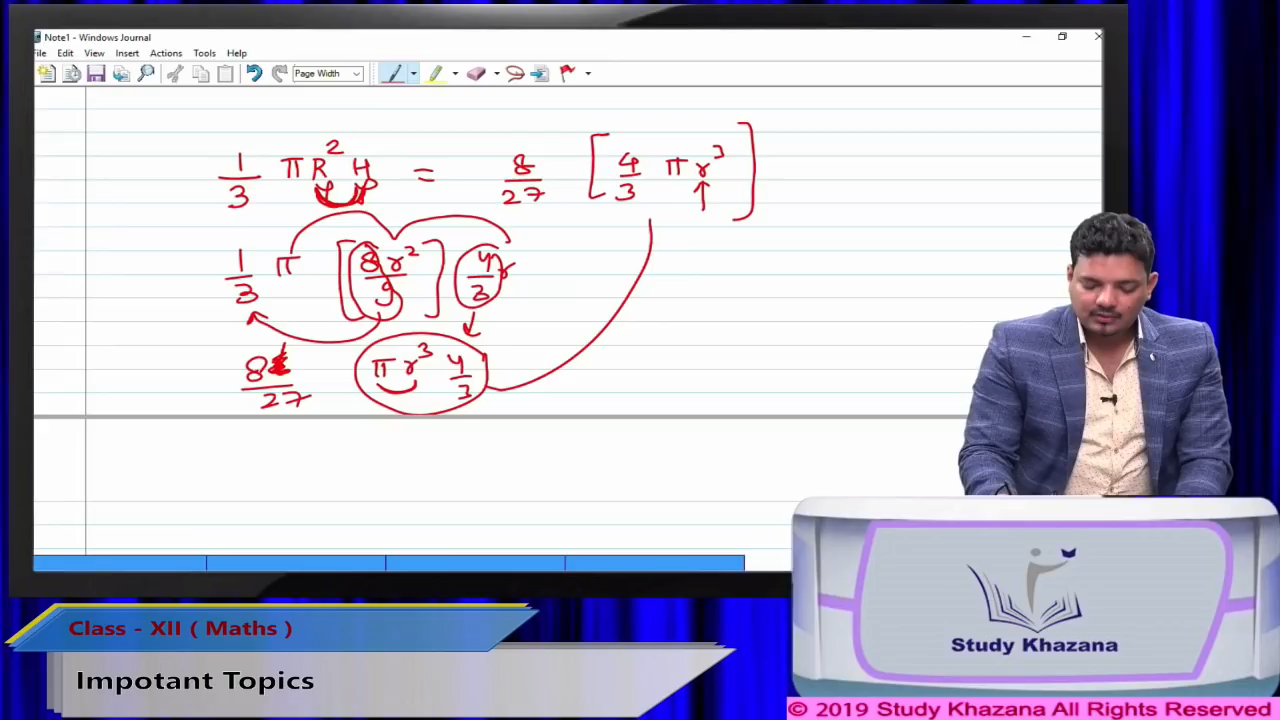 Note1 - Windows Journal
File Edit View Insert Actions Tools Help
Page Width
1/3 πR²H = 8/27 [4/3 πr³]
1/3 π [8r²/9] 4/3 r
8/27 πr³ 4/3
Class - XII ( Maths )
Impotant Topics
Study Khazana
© 2019 Study Khazana All Rights Reserved